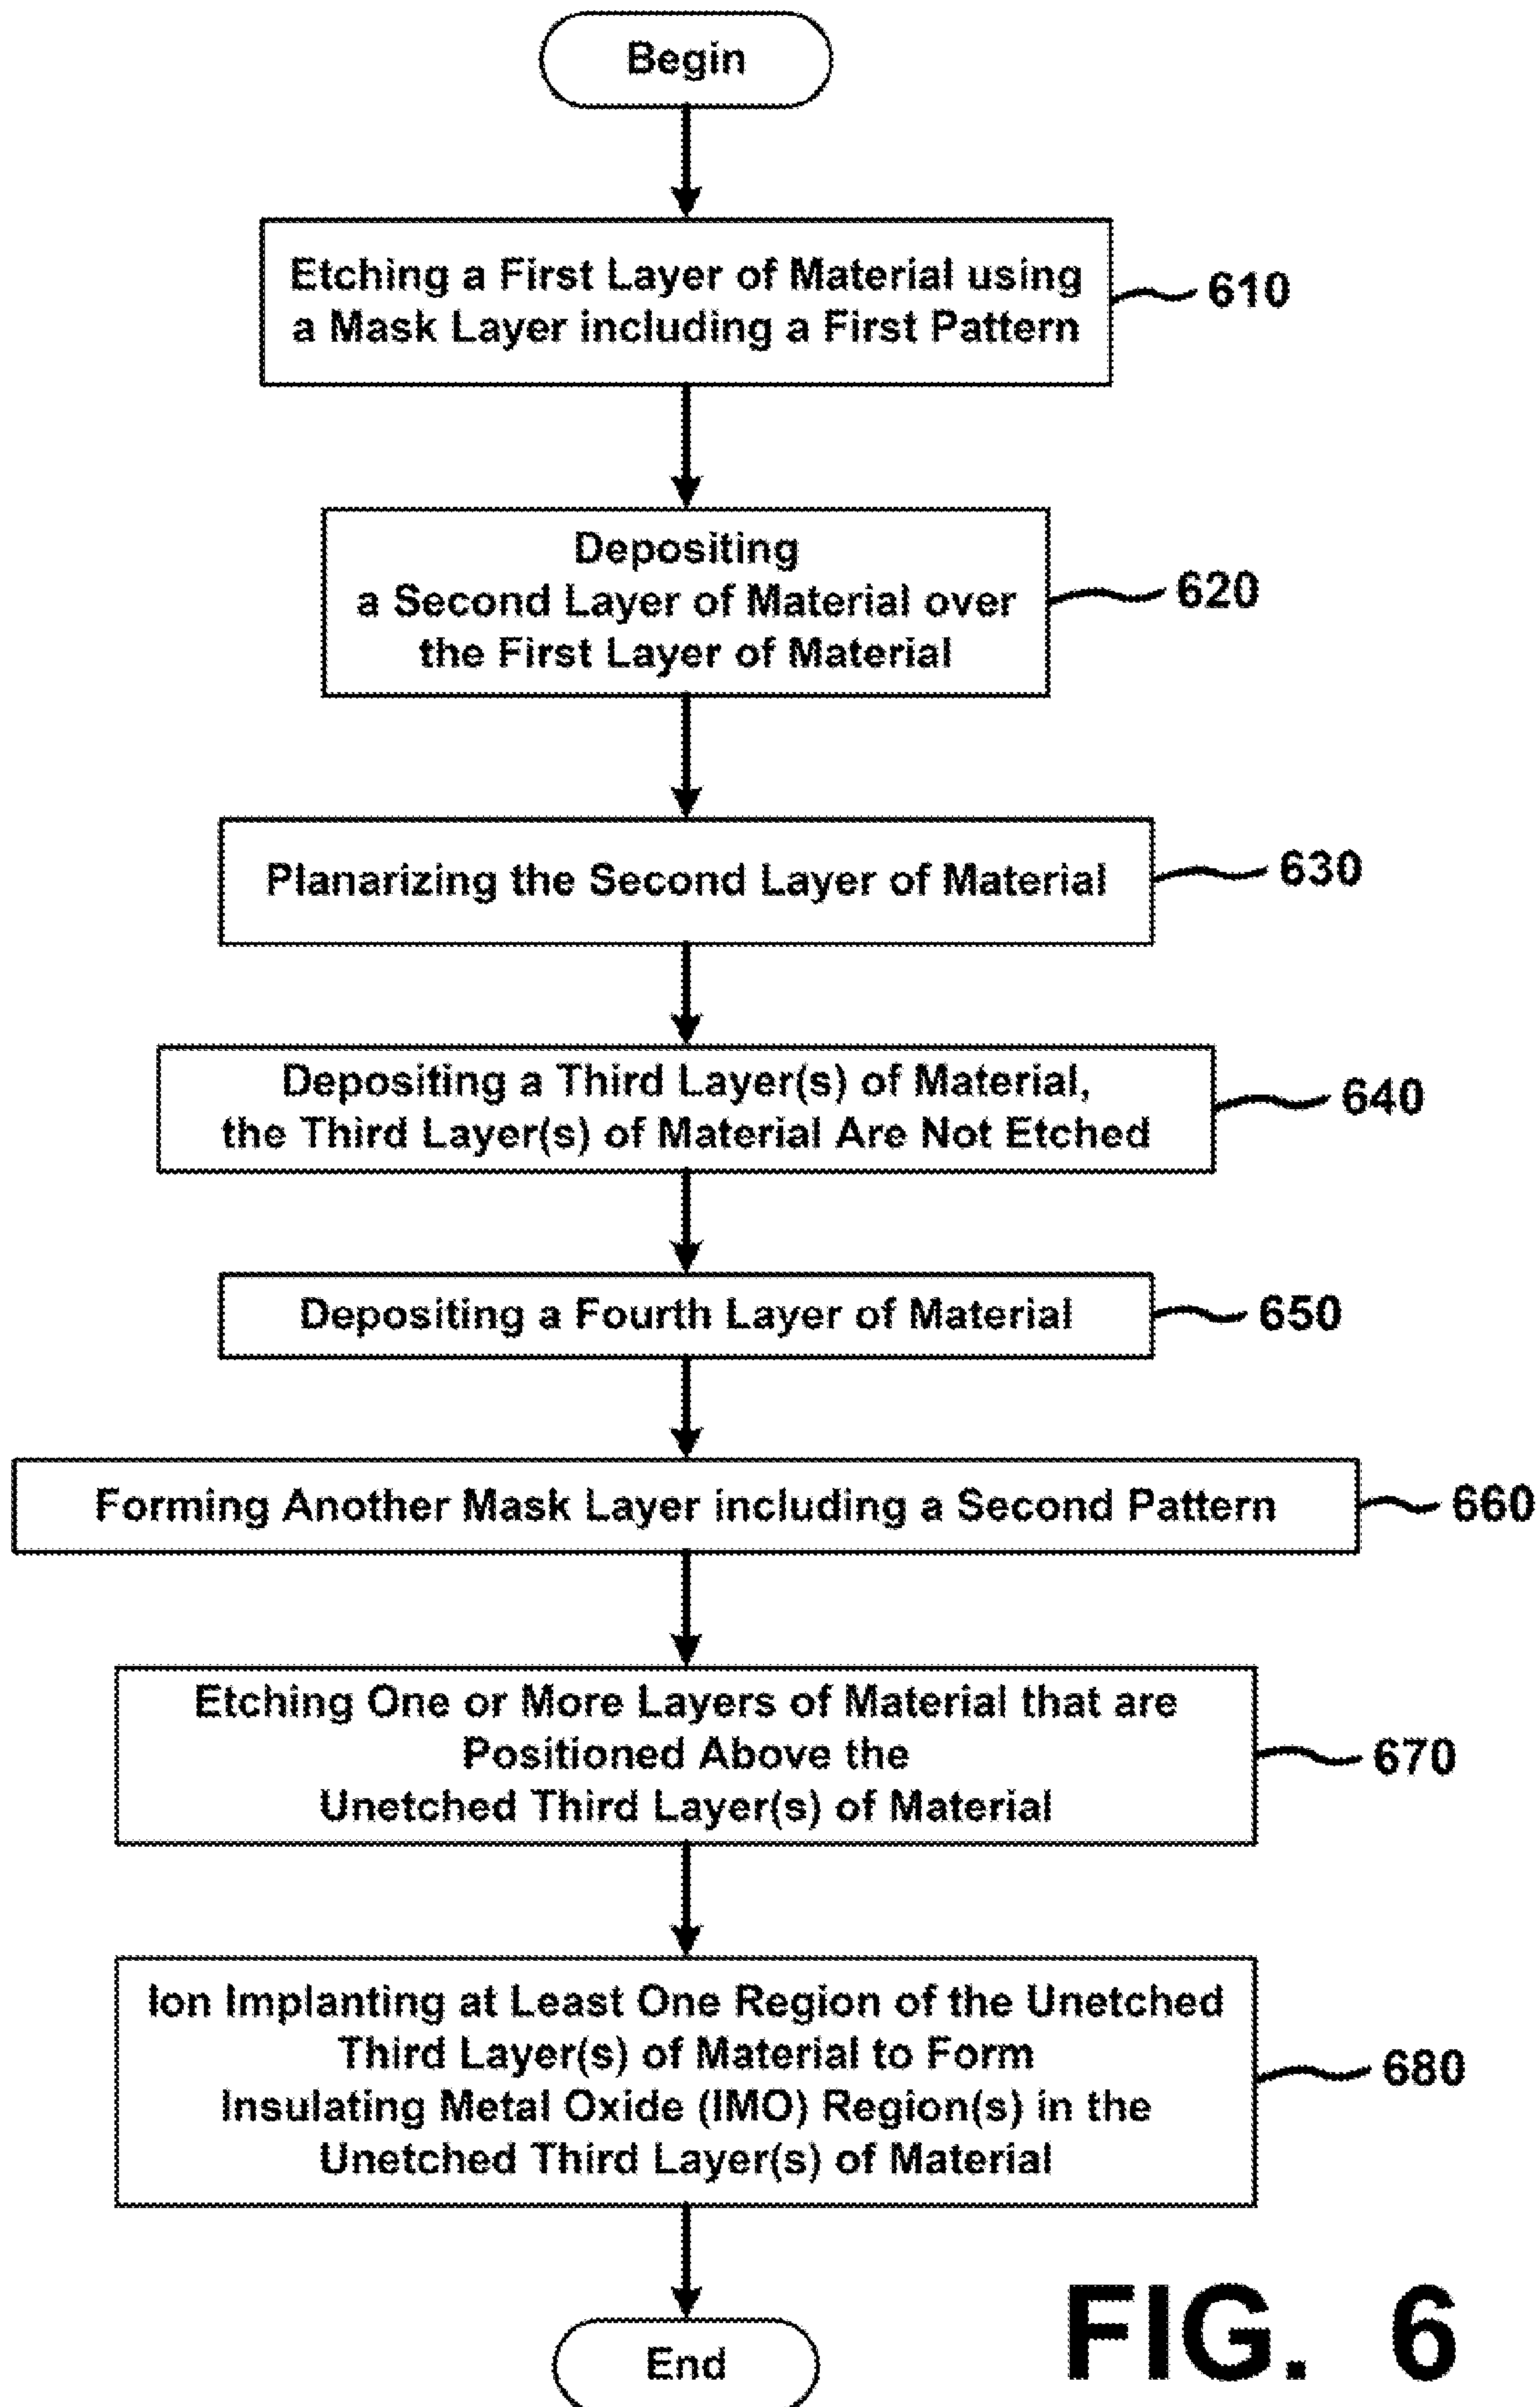 Begin
Etching a First Layer of Material using
a Mask Layer including a First Pattern
610
Depositing
a Second Layer of Material over
the First Layer of Material
620
Planarizing the Second Layer of Material
630
Depositing a Third Layer(s) of Material,
the Third Layer(s) of Material Are Not Etched
640
Depositing a Fourth Layer of Material
650
Forming Another Mask Layer including a Second Pattern
660
Etching One or More Layers of Material that are
Positioned Above the
Unetched Third Layer(s) of Material
670
Ion Implanting at Least One Region of the Unetched
Third Layer(s) of Material to Form
Insulating Metal Oxide (IMO) Region(s) in the
Unetched Third Layer(s) of Material
680
End
FIG. 6